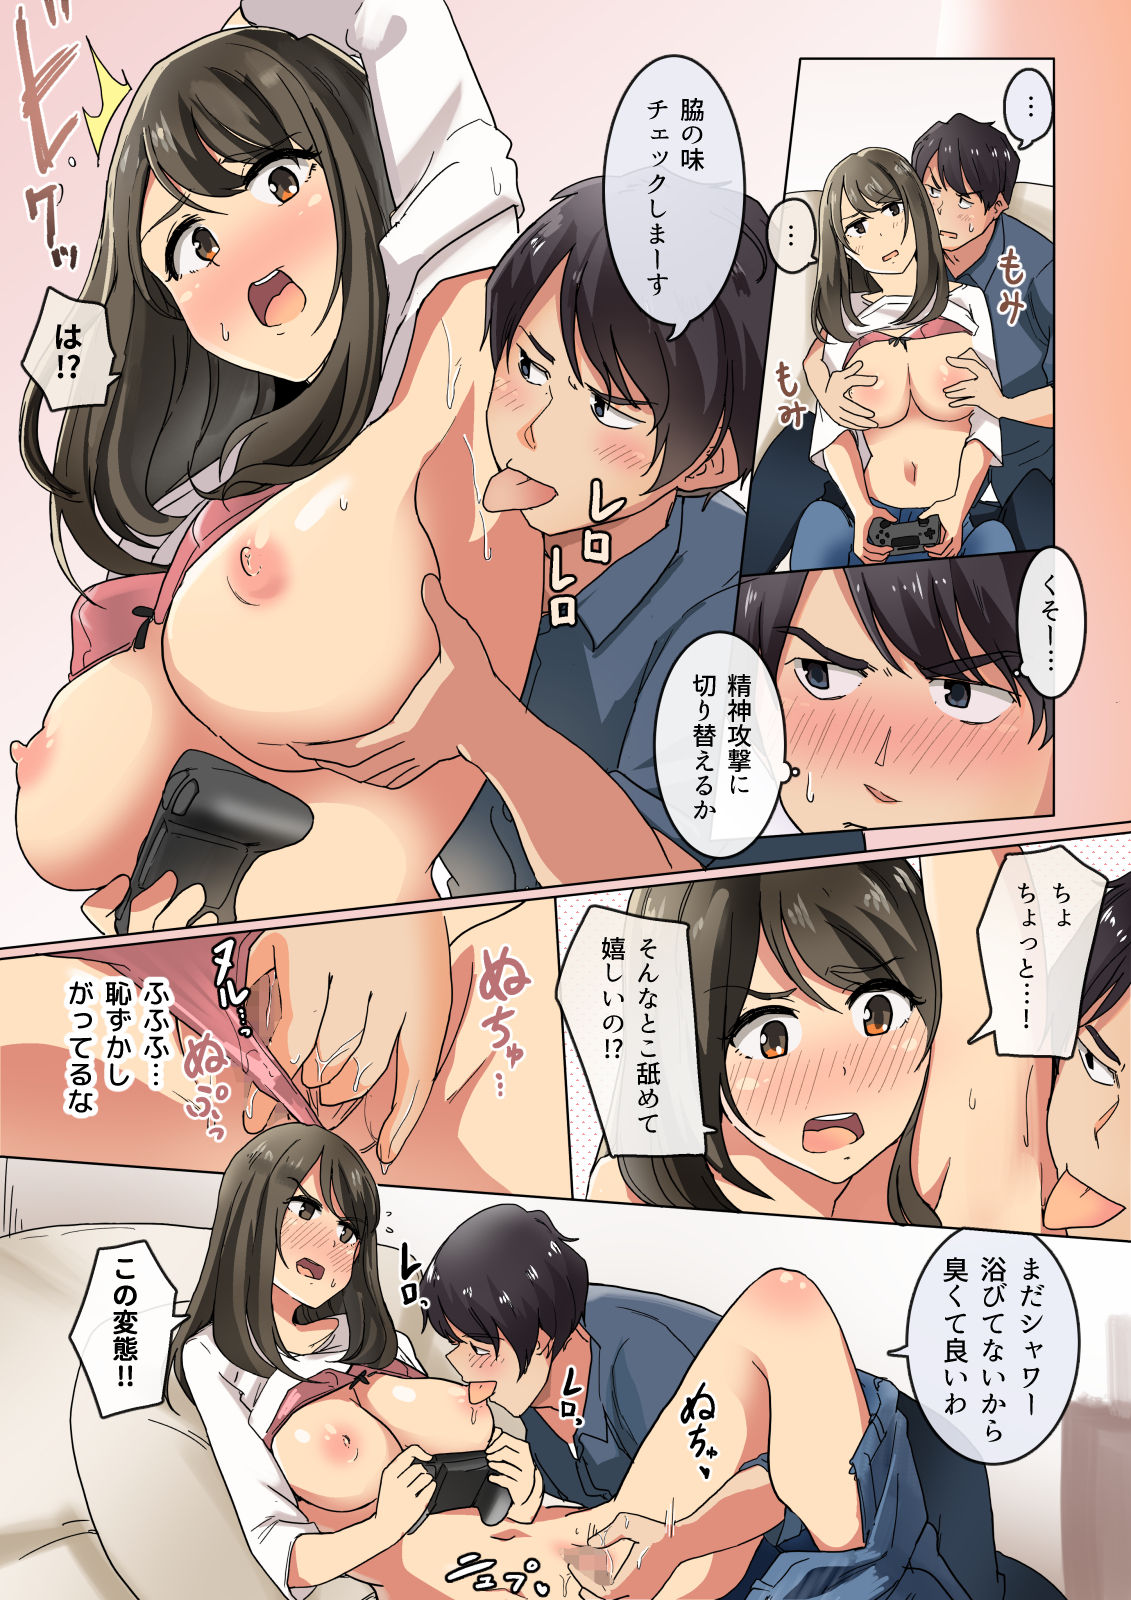 …
…
もみ
もみ
くそー…
精神攻撃に
切り替えるか
脇の味
チェックしまーす
レロ
レロ
ビクッ
は!?
ちょ
ちょっと…!
そんなとこ舐めて
嬉しいの!?
ぬちゅ…
ヌル…っ
ぬぷっ
ふふふ…
恥ずかし
がってるな
まだシャワー
浴びてないから
臭くて良いわ
レロ、
レロ、
ぬちゅ
この変態!!
ニュプ